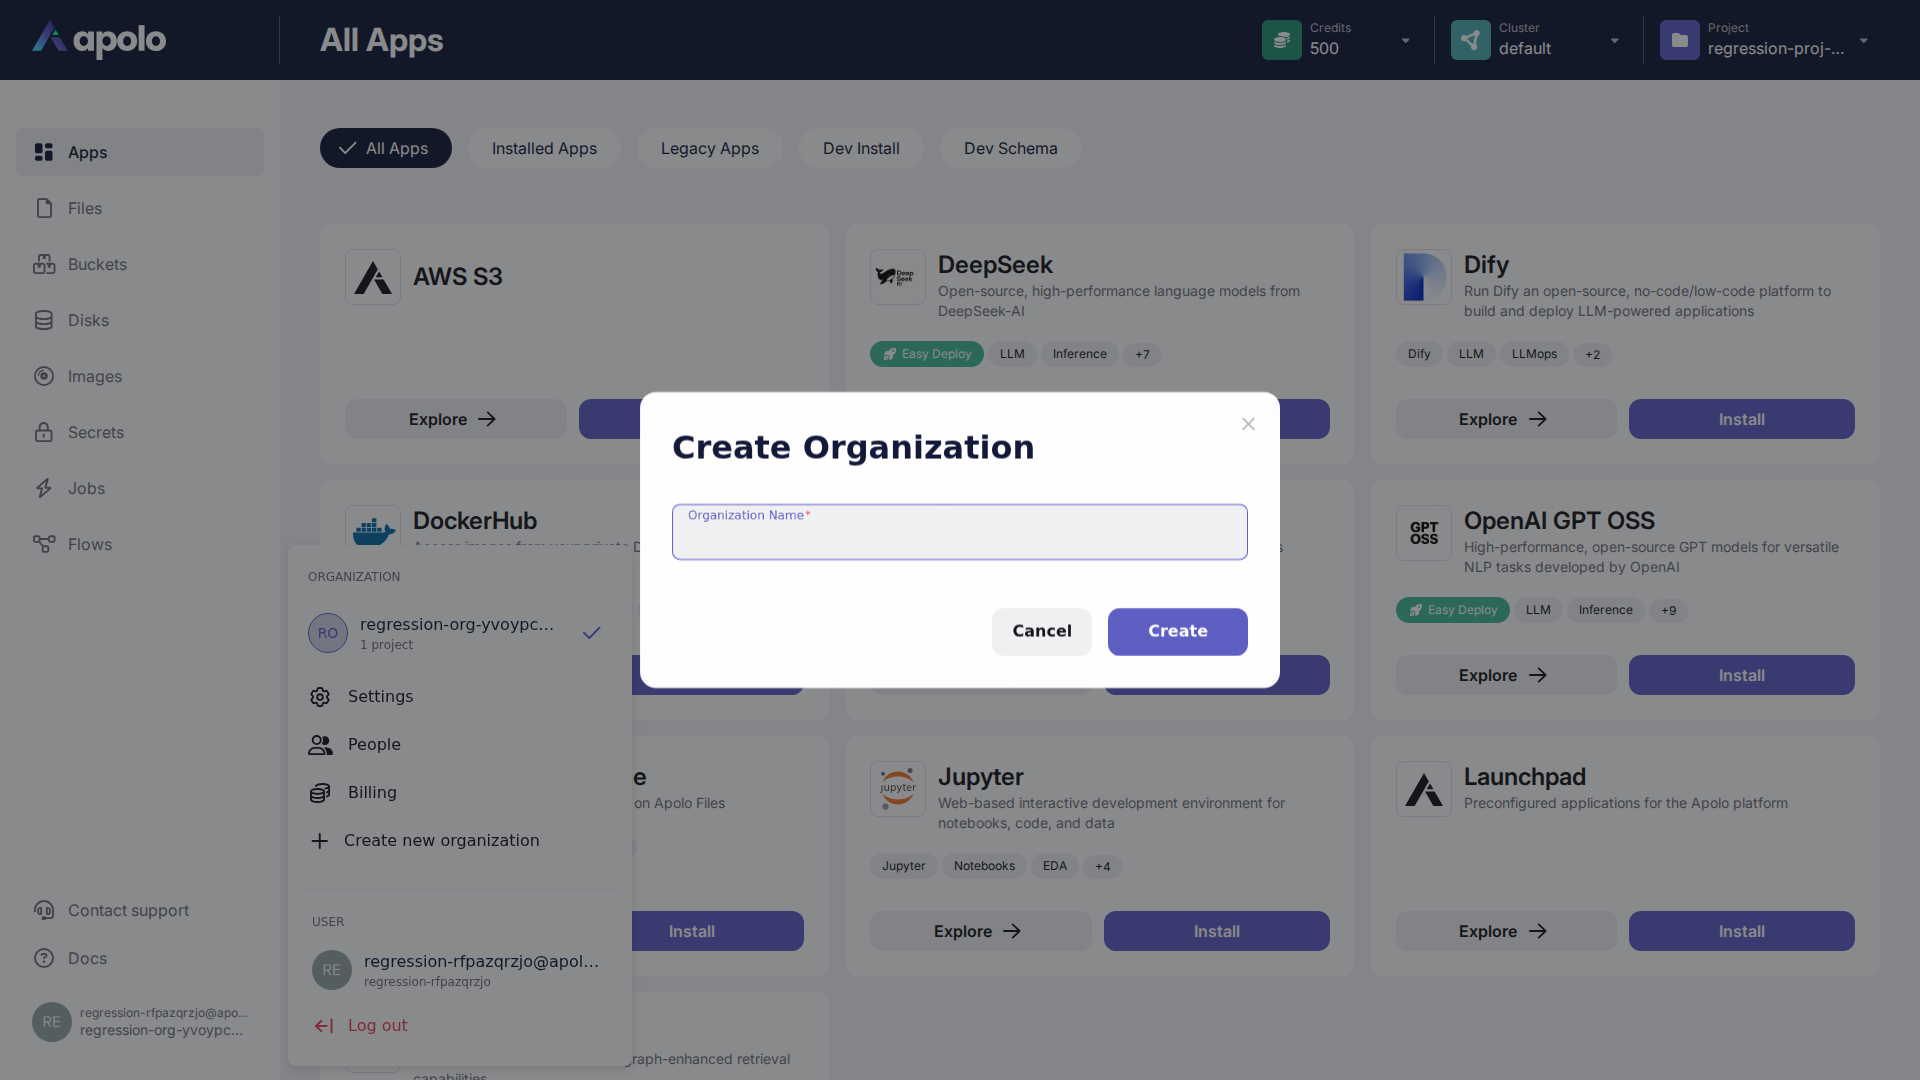 apolo
All Apps
Credits
500
Cluster
default
Project
regression-proj-...
Apps
Files
Buckets
Disks
Images
Secrets
Jobs
Flows
Contact support
Docs
RE
regression-rfpazqrzjo@apo...
regression-org-yvoypc...
All Apps
Installed Apps
Legacy Apps
Dev Install
Dev Schema
AWS S3
Explore
DeepSeek
Open-source, high-performance language models from
DeepSeek-AI
Easy Deploy
LLM
Inference
+7
Dify
Run Dify an open-source, no-code/low-code platform to
build and deploy LLM-powered applications
Dify
LLM
LLMops
+2
Explore
Install
DockerHub
OpenAI GPT OSS
GPT
OSS
High-performance, open-source GPT models for versatile
NLP tasks developed by OpenAI
Easy Deploy
LLM
Inference
+9
Explore
Install
on Apolo Files
Install
Jupyter
jupyter
Web-based interactive development environment for
notebooks, code, and data
Jupyter
Notebooks
EDA
+4
Explore
Install
Launchpad
Preconfigured applications for the Apolo platform
Explore
Install
raph-enhanced retrieval
capabilities
ORGANIZATION
RO
regression-org-yvoypc...
1 project
Settings
People
Billing
Create new organization
USER
RE
regression-rfpazqrzjo@apol...
regression-rfpazqrzjo
Log out
Create Organization
Organization Name*
Cancel
Create